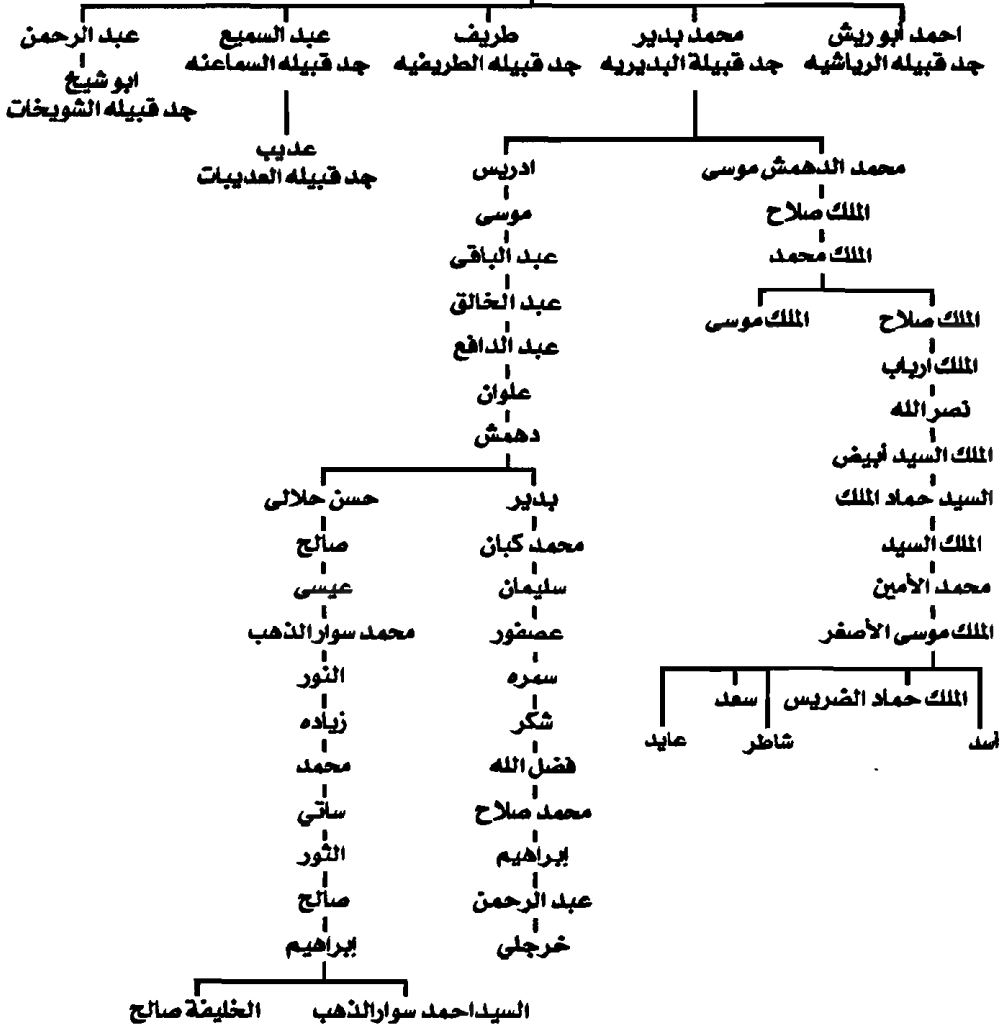 احمد أبو ريش
جد قبيله الرياشيه
محمد بدير
جد قبيلة البديريه
طريف
جد قبيله الطريفيه
عبد السميع
جد قبيله السماعنه
عبد الرحمن
ابو شيخ
جد قبيله الشويخات
عديب
جد قبيله العديبات
محمد الدهمش موسى
الملك صلاح
الملك محمد
الملك صلاح
الملك موسى
الملك ارباب
نصر الله
الملك السيد أبيض
السيد حماد الملك
الملك السيد
محمد الأمين
الملك موسى الأصفر
أسد
الملك حماد الضريس
شاطر
سعد
عايد
ادريس
موسى
عبد الباقى
عبد الخالق
عبد الدافع
علوان
دهمش
بدير
محمد كبان
سليمان
عصفور
سمره
شكر
فضل الله
محمد صلاح
إبراهيم
عبد الرحمن
خرجلي
حسن حلالى
صالح
عيسى
محمد سوار الذهب
النور
زياده
محمد
ساتي
الثور
صالح
إبراهيم
السيد احمد سوار الذهب
الخليفة صالح